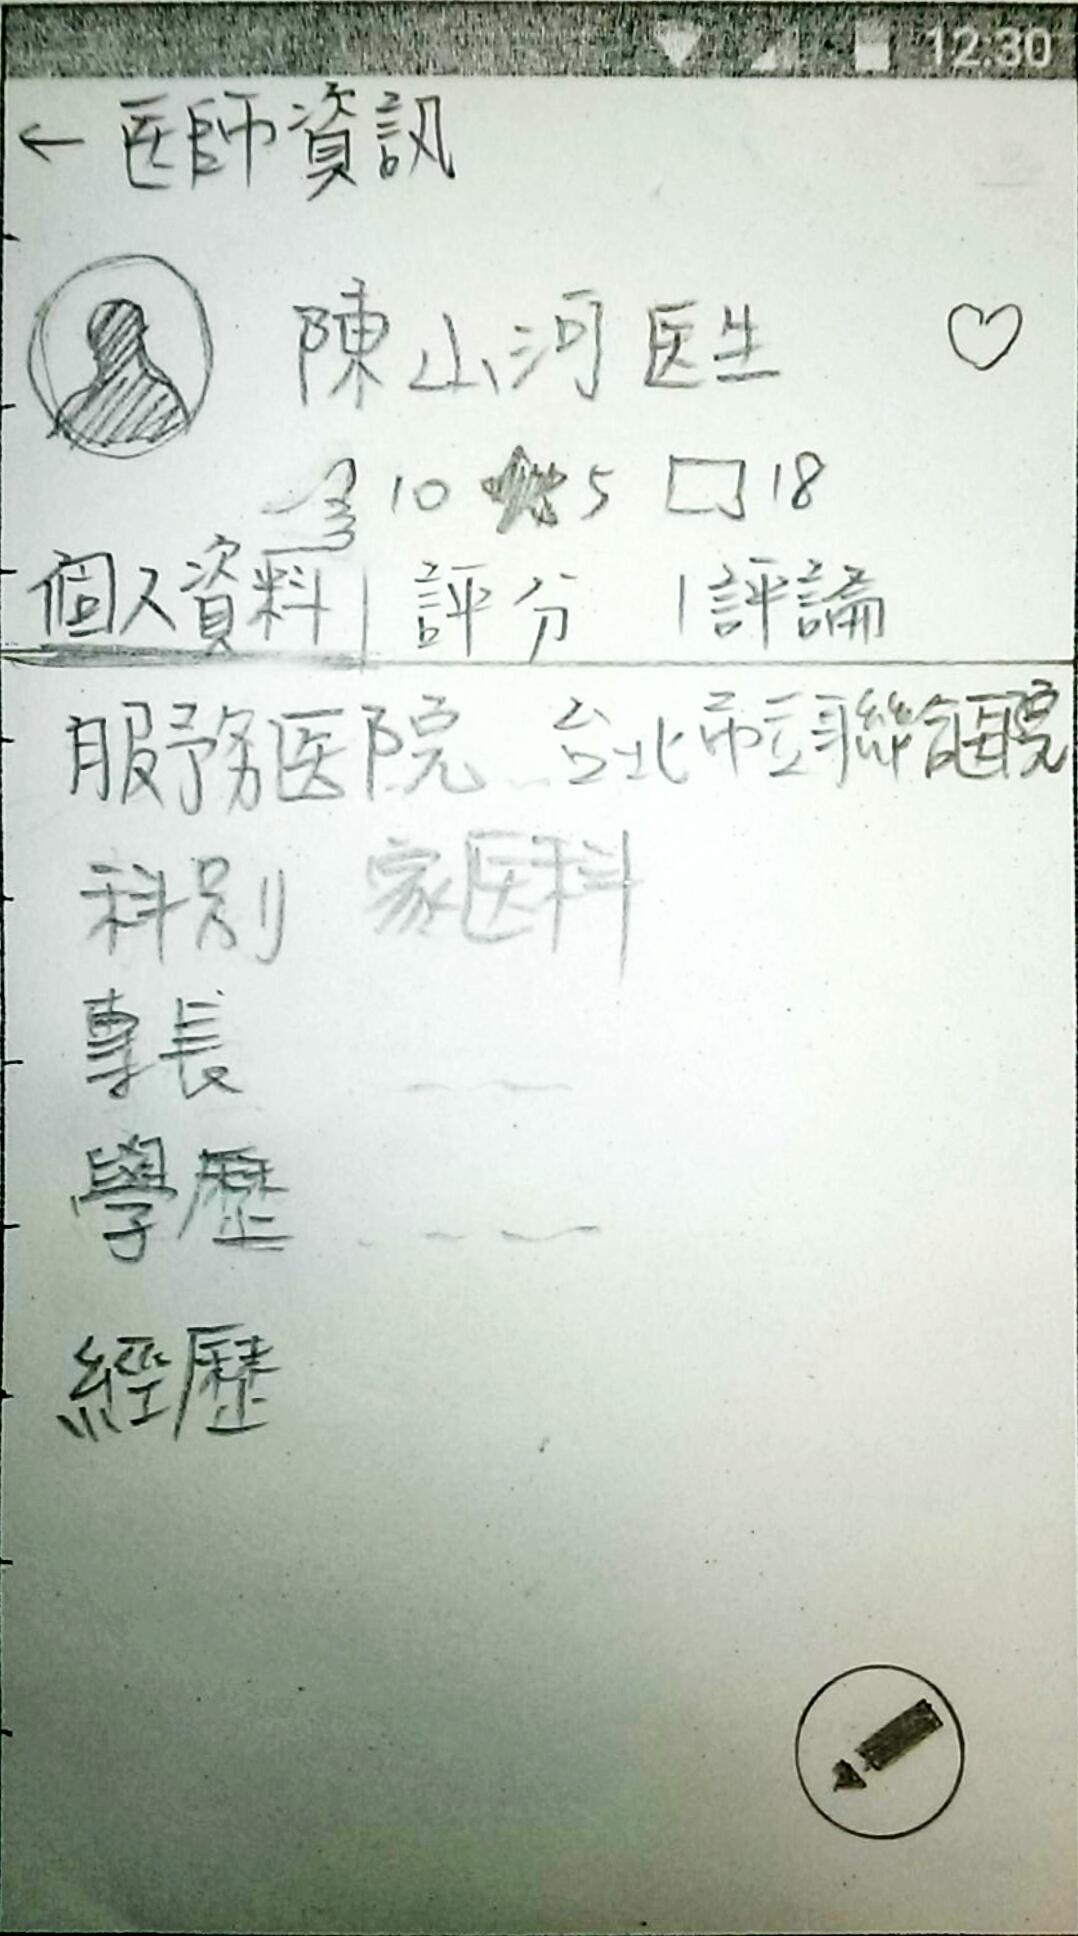 12:30
← 医師資訊
陳山河医生
10 5 18
個人資料 | 評分 | 評論
服務医院 台北市立聯合医院
科別 家医科
專長
學歷
經歷